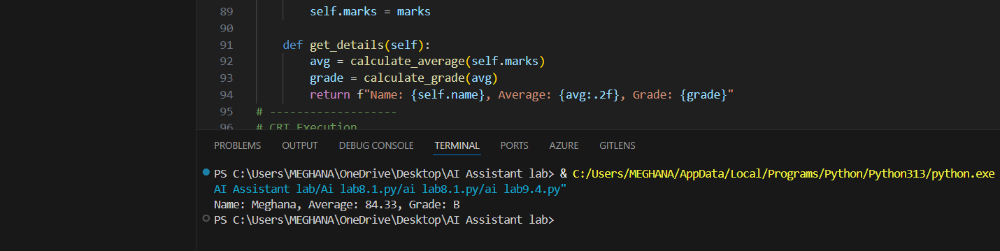 89 self.marks = marks
90
91 def get_details(self):
92 avg = calculate_average(self.marks)
93 grade = calculate_grade(avg)
94 return f"Name: {self.name}, Average: {avg:.2f}, Grade: {grade}"
95 # -------------------
96 # CRT Execution
PROBLEMS OUTPUT DEBUG CONSOLE TERMINAL PORTS AZURE GITLENS
PS C:\Users\MEGHANA\OneDrive\Desktop\AI Assistant lab> & C:/Users/MEGHANA/AppData/Local/Programs/Python/Python313/python.exe
AI Assistant lab/Ai lab8.1.py/ai lab8.1.py/ai lab9.4.py"
Name: Meghana, Average: 84.33, Grade: B
PS C:\Users\MEGHANA\OneDrive\Desktop\AI Assistant lab>